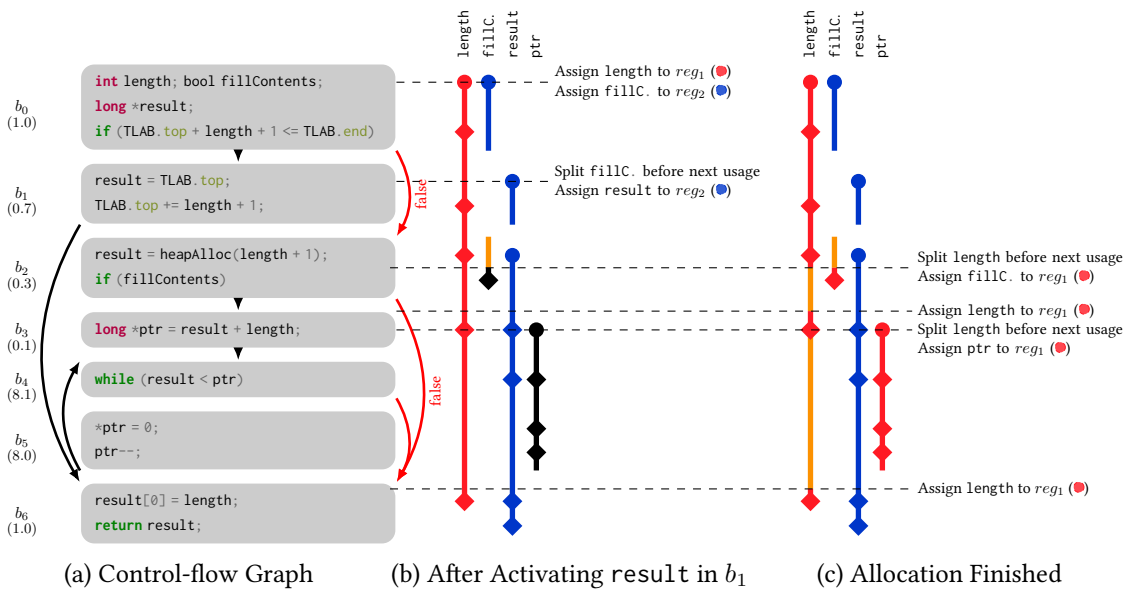 length
fillC.
result
ptr
length
fillC.
result
ptr
b0
(1.0)
int length; bool fillContents;
long *result;
if (TLAB.top + length + 1 <= TLAB.end)
b1
(0.7)
result = TLAB.top;
TLAB.top += length + 1;
false
b2
(0.3)
result = heapAlloc(length + 1);
if (fillContents)
b3
(0.1)
long *ptr = result + length;
b4
(8.1)
while (result < ptr)
false
b5
(8.0)
*ptr = 0;
ptr--;
b6
(1.0)
result[0] = length;
return result;
Assign length to reg1 ( )
Assign fillC. to reg2 ( )
Split fillC. before next usage
Assign result to reg2 ( )
Split length before next usage
Assign fillC. to reg1 ( )
Assign length to reg1 ( )
Split length before next usage
Assign ptr to reg1 ( )
Assign length to reg1 ( )
(a) Control-flow Graph
(b) After Activating result in b1
(c) Allocation Finished